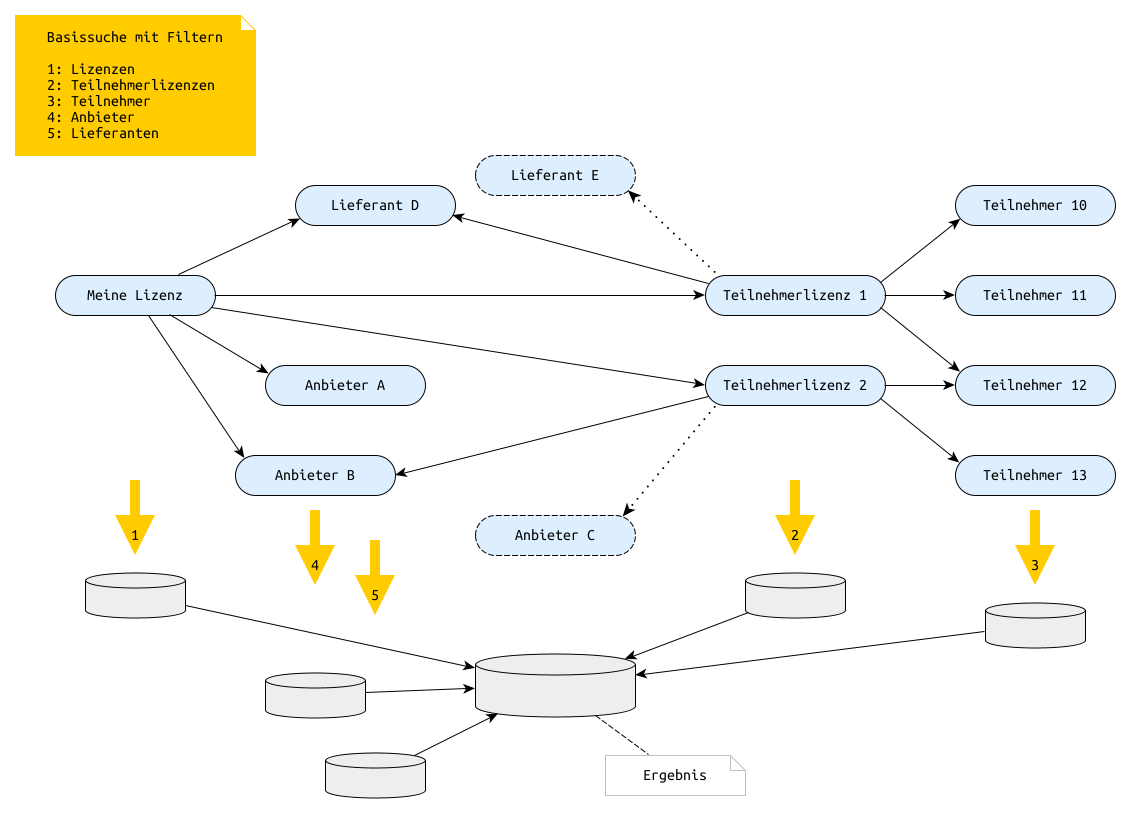 Basissuche mit Filtern
1: Lizenzen
2: Teilnehmerlizenzen
3: Teilnehmer
4: Anbieter
5: Lieferanten
Lieferant E
Lieferant D
Teilnehmer 10
Meine Lizenz
Teilnehmerlizenz 1
Teilnehmer 11
Anbieter A
Teilnehmerlizenz 2
Teilnehmer 12
Anbieter B
Teilnehmer 13
Anbieter C
1
2
4
3
5
Ergebnis